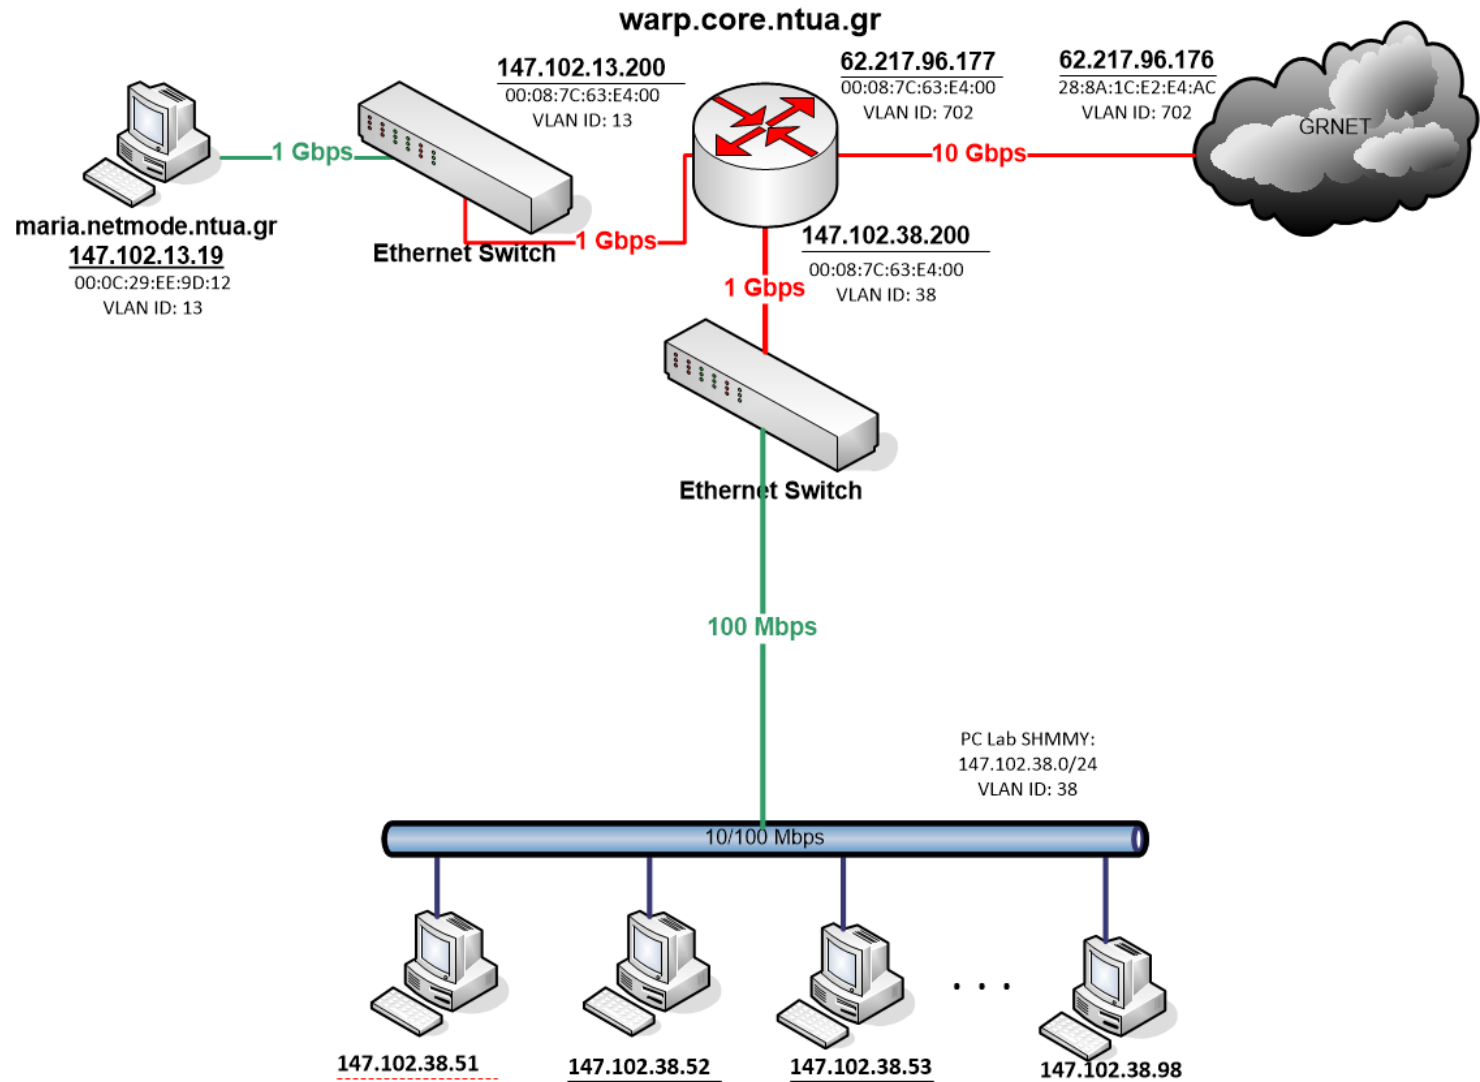 warp.core.ntua.gr
147.102.13.200
00:08:7C:63:E4:00
VLAN ID: 13
62.217.96.177
00:08:7C:63:E4:00
VLAN ID: 702
62.217.96.176
28:8A:1C:E2:E4:AC
VLAN ID: 702
GRNET
1 Gbps
10 Gbps
maria.netmode.ntua.gr
147.102.13.19
00:0C:29:EE:9D:12
VLAN ID: 13
Ethernet Switch
1 Gbps
147.102.38.200
00:08:7C:63:E4:00
VLAN ID: 38
1 Gbps
Ethernet Switch
100 Mbps
PC Lab SHMMY:
147.102.38.0/24
VLAN ID: 38
10/100 Mbps
. . .
147.102.38.51
147.102.38.52
147.102.38.53
147.102.38.98